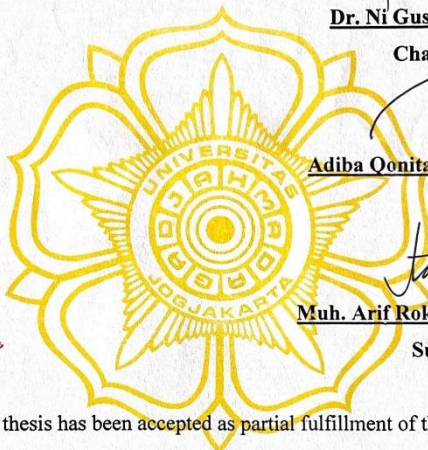 Dr. Ni Gus
Cha
UNIVERSITAS
GADJAH MADA
JOGJAKARTA
Adiba Qonita
Muh. Arif Rok
Su
thesis has been accepted as partial fulfillment of t